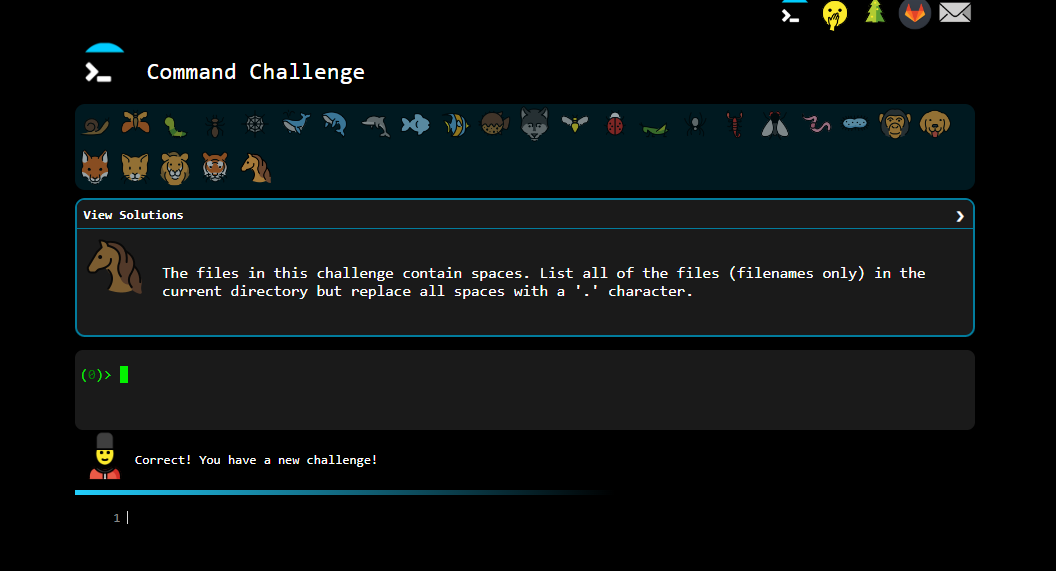 Command Challenge
View Solutions
The files in this challenge contain spaces. List all of the files (filenames only) in the
current directory but replace all spaces with a '.' character.
(0)>
Correct! You have a new challenge!
1